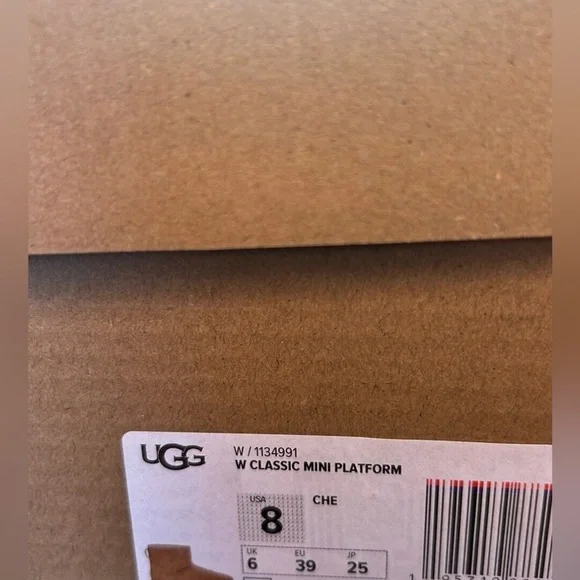 UGG
W / 1134991
W CLASSIC MINI PLATFORM
USA
8
CHE
UK EU JP
6 39 25